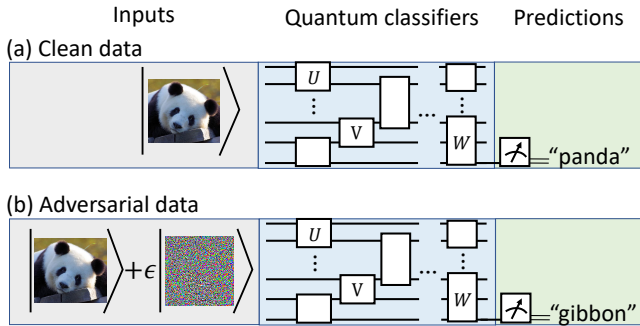 Inputs Quantum classifiers Predictions
(a) Clean data
U
V
W
"panda"
(b) Adversarial data
+ϵ
U
V
W
"gibbon"